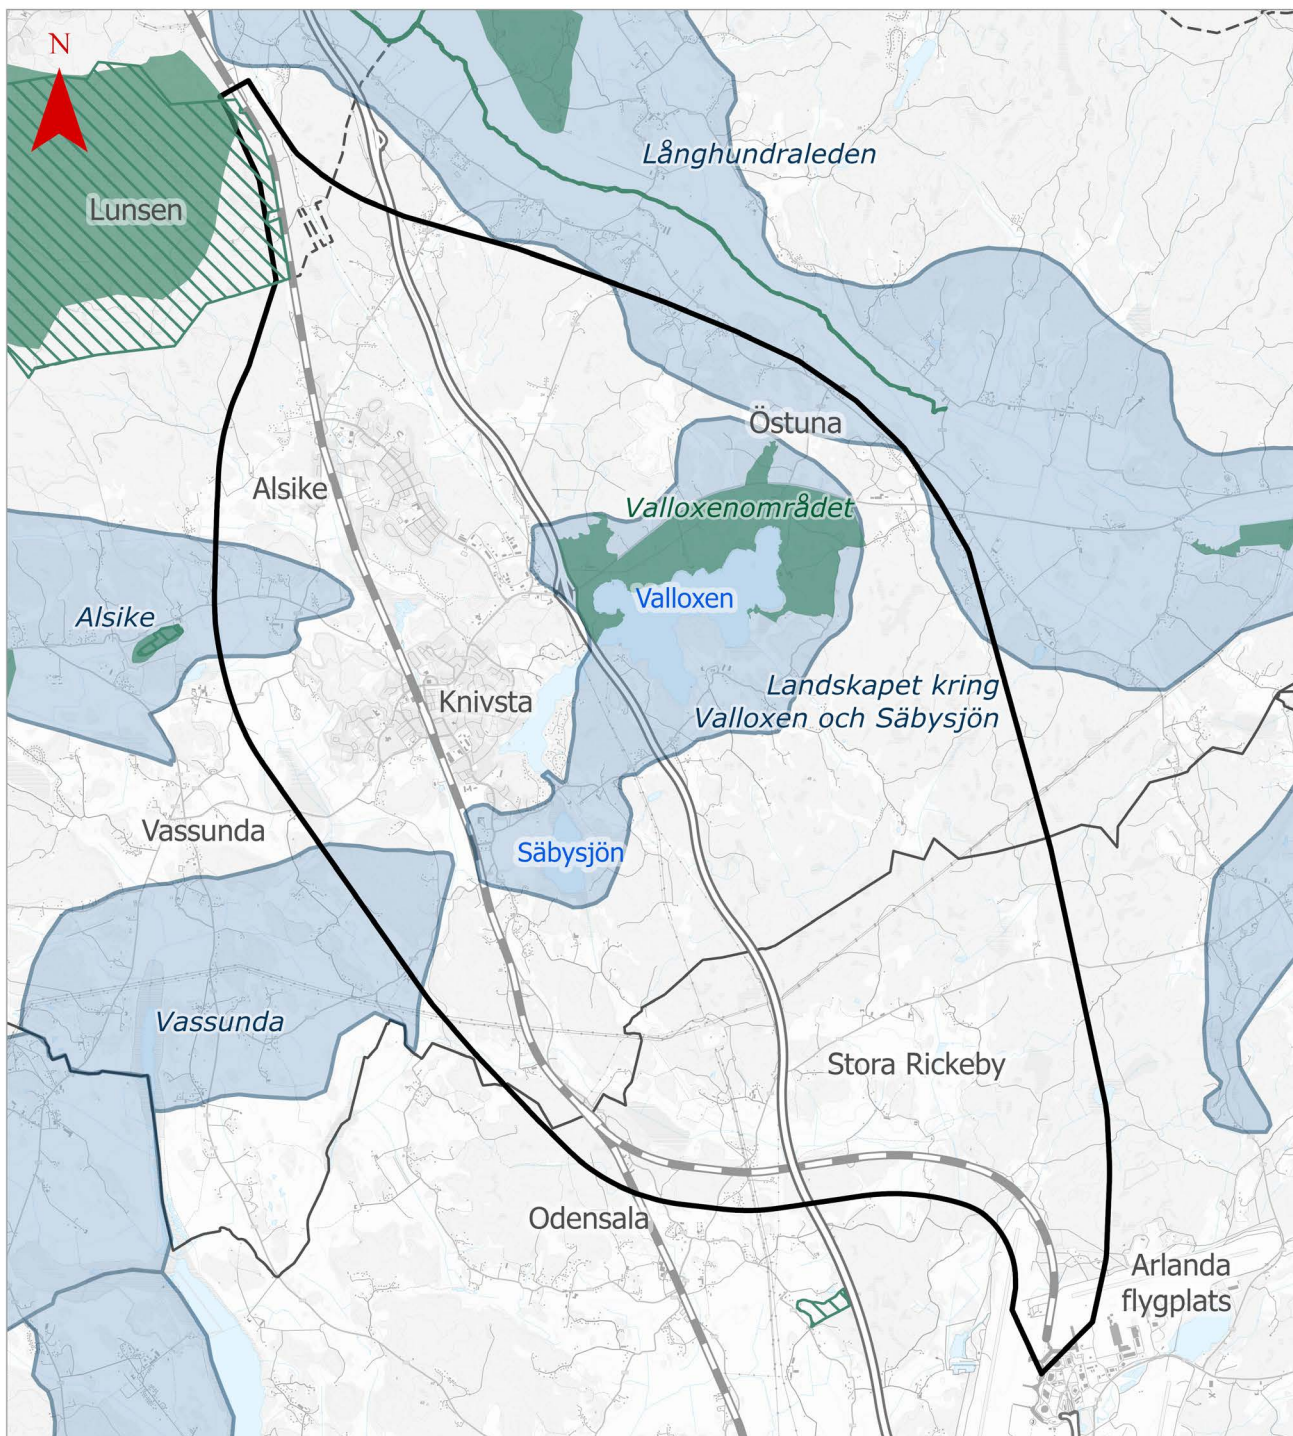 N
Långhundraleden
Lunsen
Östuna
Alsike
Valloxenområdet
Valloxen
Alsike
Landskapet kring
Valloxen och Säbysjön
Knivsta
Vassunda
Säbysjön
Vassunda
Stora Rickeby
Odensala
Arlanda
flygplats